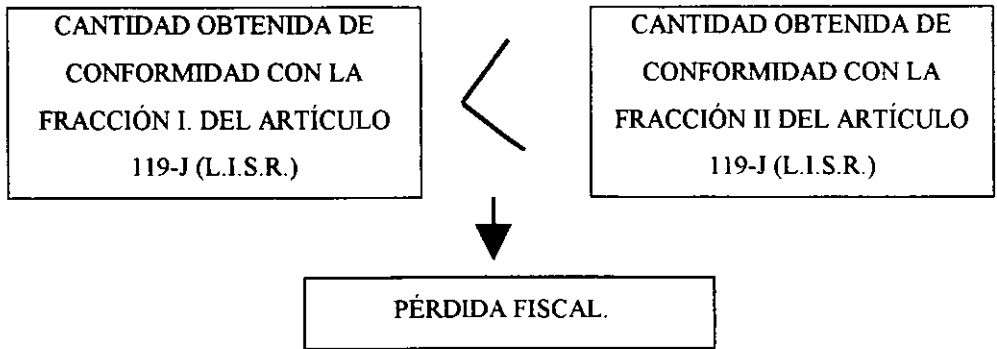 CANTIDAD OBTENIDA DE
CONFORMIDAD CON LA
FRACCIÓN I. DEL ARTÍCULO
119-J (L.I.S.R.)
<
CANTIDAD OBTENIDA DE
CONFORMIDAD CON LA
FRACCIÓN II DEL ARTÍCULO
119-J (L.I.S.R.)
PÉRDIDA FISCAL.